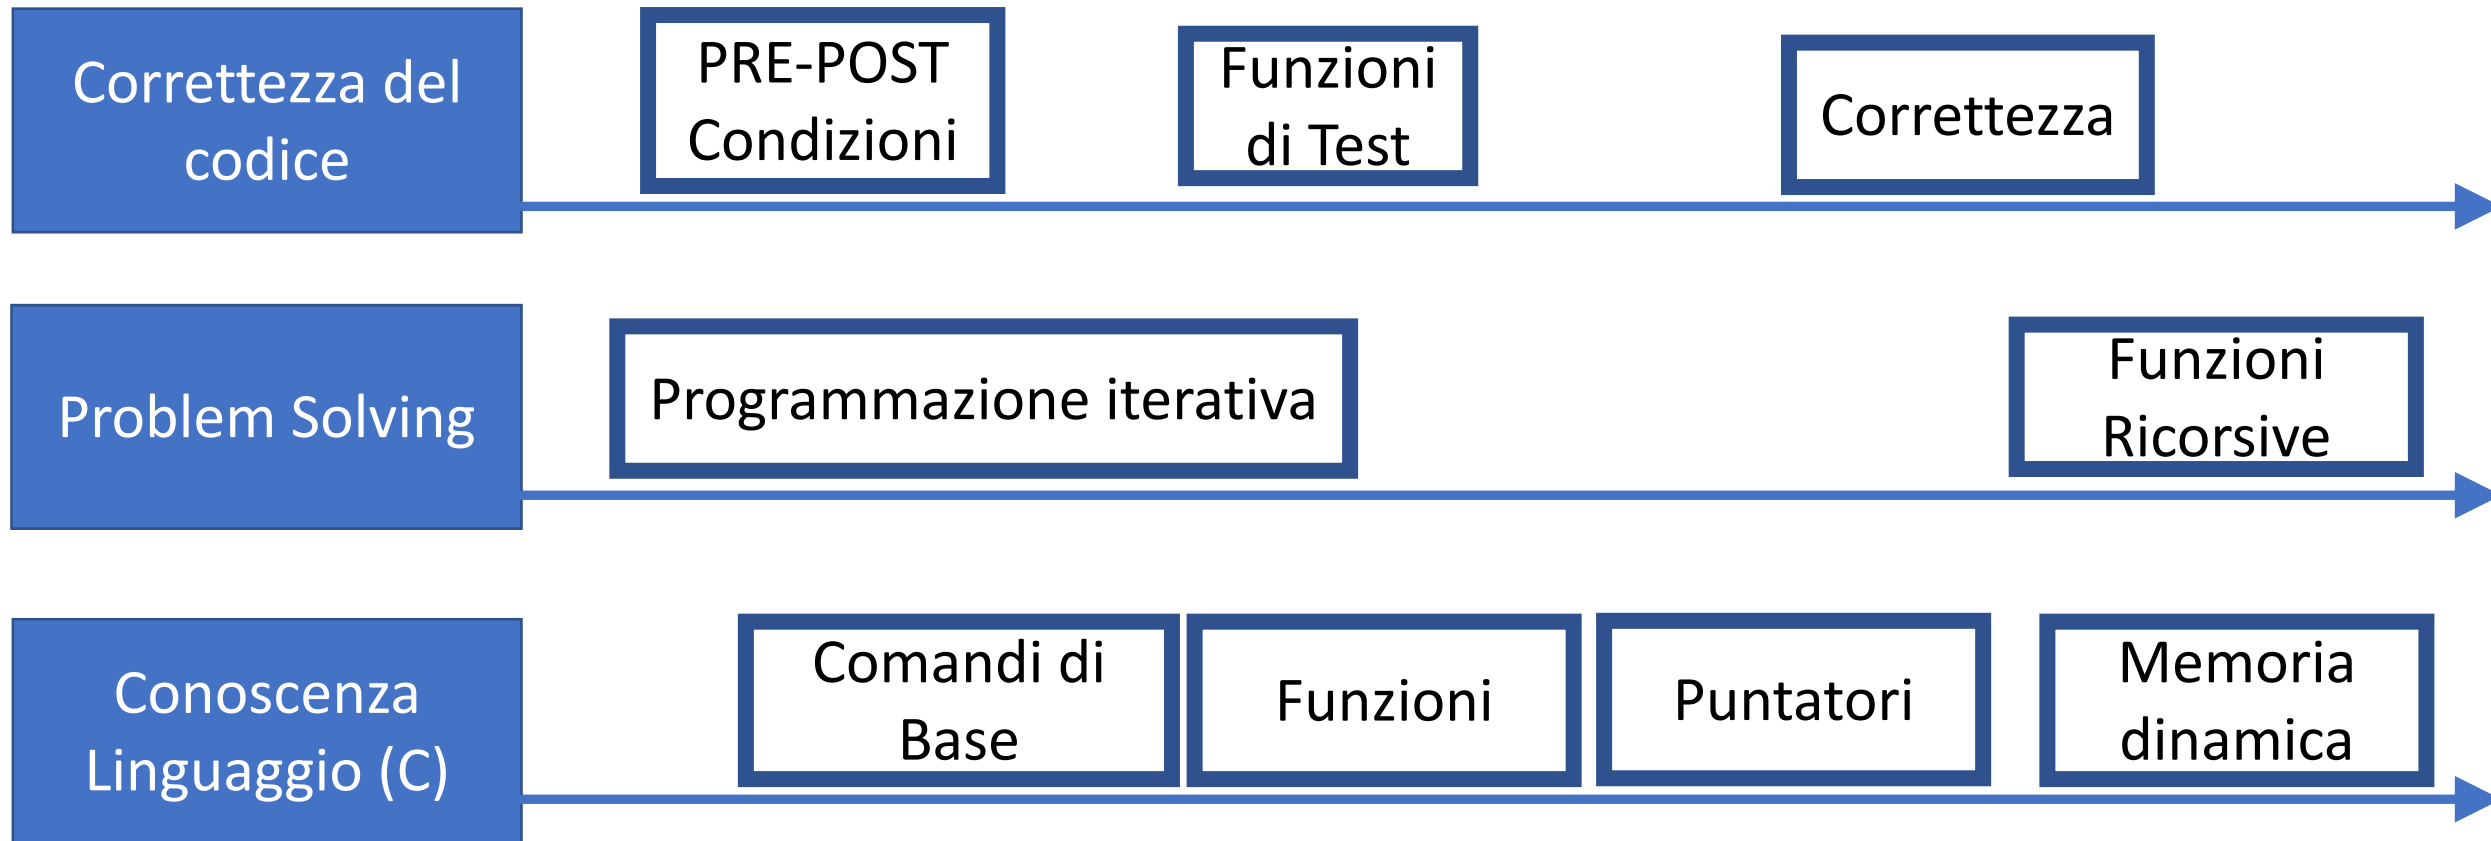 Correttezza del
codice
PRE-POST
Condizioni
Funzioni
di Test
Correttezza
Problem Solving
Programmazione iterativa
Funzioni
Ricorsive
Conoscenza
Linguaggio (C)
Comandi di
Base
Funzioni
Puntatori
Memoria
dinamica